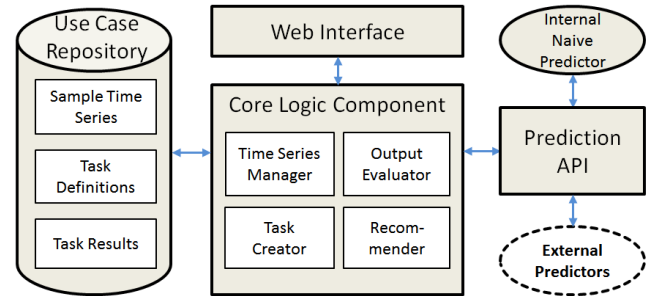 Use Case
Repository
Sample Time
Series
Task
Definitions
Task Results
Web Interface
Core Logic Component
Time Series
Manager
Output
Evaluator
Task
Creator
Recom-
mender
Internal
Naive
Predictor
Prediction
API
External
Predictors